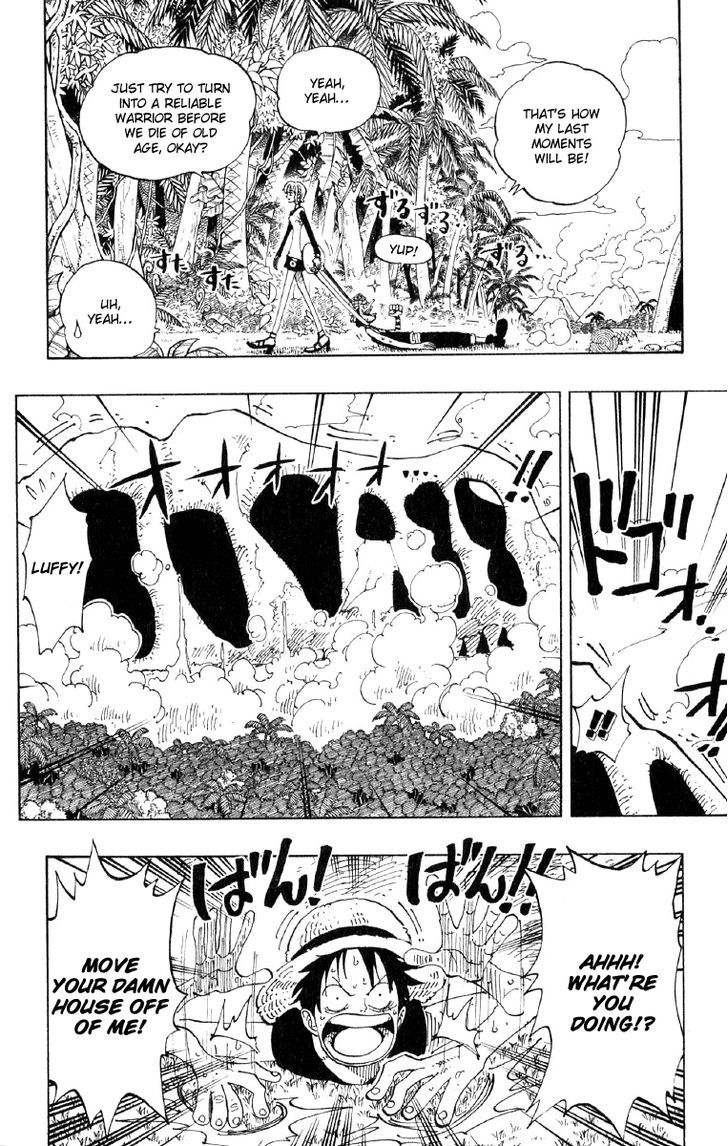 THAT'S HOW
MY LAST
MOMENTS
WILL BE!
YEAH,
YEAH...
JUST TRY TO TURN
INTO A RELIABLE
WARRIOR BEFORE
WE DIE OF OLD
AGE, OKAY?
ずる
ずる
ずる
YUP!
すた
すた
UH,
YEAH...
ドゴォ
オ
!!
オオオオオ....!!
LUFFY!
ばん!!
ばん!
AHHH!
WHAT'RE
YOU
DOING!?
MOVE
YOUR DAMN
HOUSE OFF
OF ME!